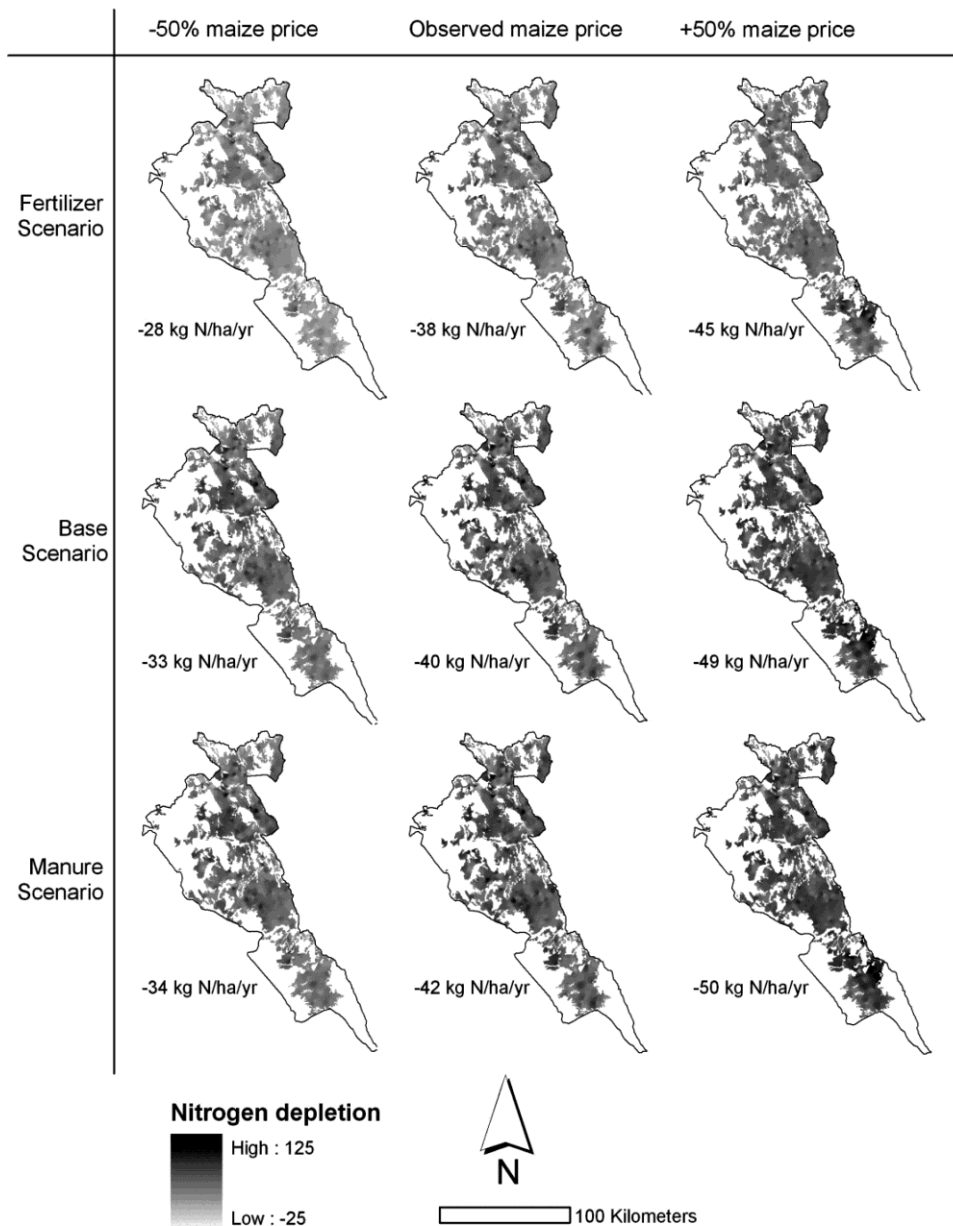 -50% maize price Observed maize price +50% maize price
Fertilizer
Scenario
-28 kg N/ha/yr -38 kg N/ha/yr -45 kg N/ha/yr
Base
Scenario
-33 kg N/ha/yr -40 kg N/ha/yr -49 kg N/ha/yr
Manure
Scenario
-34 kg N/ha/yr -42 kg N/ha/yr -50 kg N/ha/yr
Nitrogen depletion
High : 125
Low : -25
N
100 Kilometers